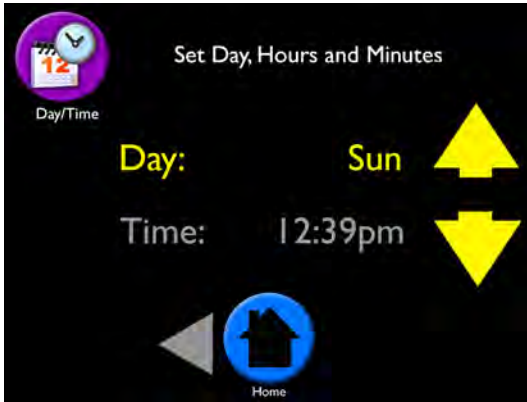 Set Day, Hours and Minutes
12
Day/Time
Day: Sun
Time: 12:39pm
Home